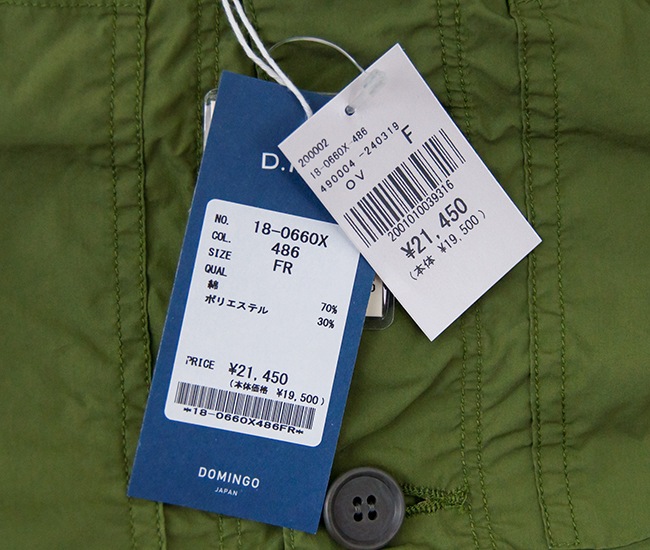 D.
NO. 18-0660X
COL. 486
SIZE FR
QUAL
綿 70%
ポリエステル 30%
PRICE ¥21,450
(本体価格 ¥19,500)
*18-0660X486FR*
DOMINGO
JAPAN
200002
18-0660X-486
490004-240319
OV F
2001010039316
¥21,450
(本体 ¥19,500)